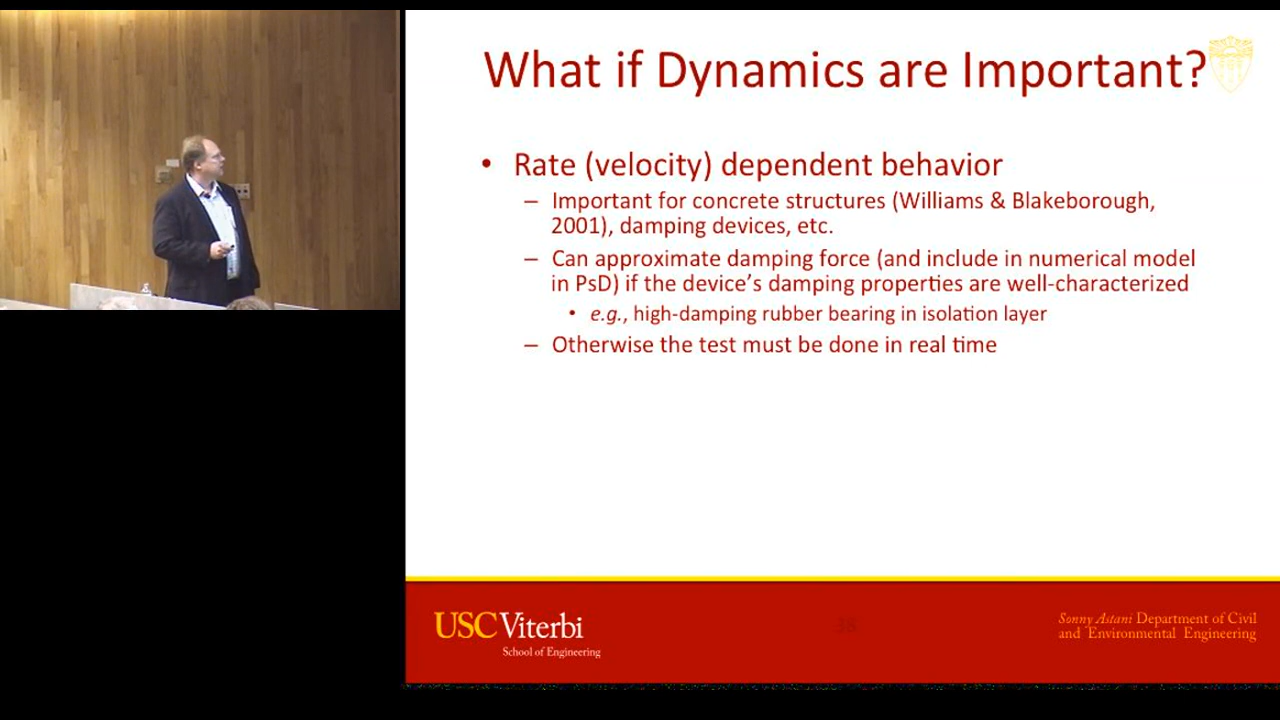 What if Dynamics are Important?
• Rate (velocity) dependent behavior
– Important for concrete structures (Williams & Blakeborough,
2001), damping devices, etc.
– Can approximate damping force (and include in numerical model
in PsD) if the device's damping properties are well-characterized
• e.g., high-damping rubber bearing in isolation layer
– Otherwise the test must be done in real time
USC Viterbi
School of Engineering
38
Sonny Astani Department of Civil
and Environmental Engineering